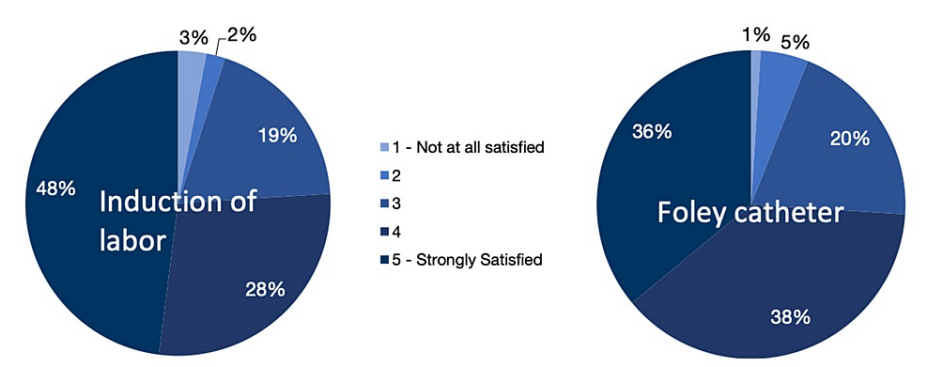 3%
2%
19%
48%
Induction of
labor
28%
1 - Not at all satisfied
2
3
4
5 - Strongly Satisfied
1%
5%
36%
20%
Foley catheter
38%